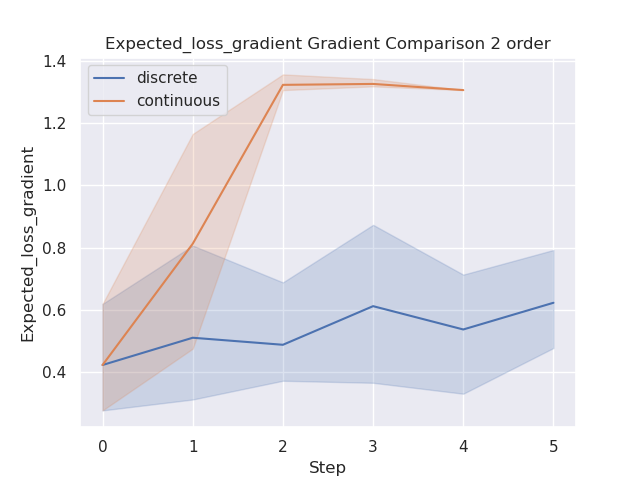 Expected_loss_gradient Gradient Comparison 2 order
discrete
continuous
1.4
1.2
1.0
0.8
0.6
0.4
Expected_loss_gradient
0 1 2 3 4 5
Step